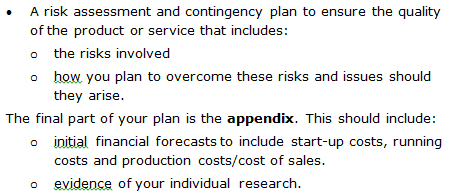 • A risk assessment and contingency plan to ensure the quality
of the product or service that includes:
o the risks involved
o how you plan to overcome these risks and issues should
they arise.
The final part of your plan is the appendix. This should include:
o initial financial forecasts to include start-up costs, running
costs and production costs/cost of sales.
o evidence of your individual research.